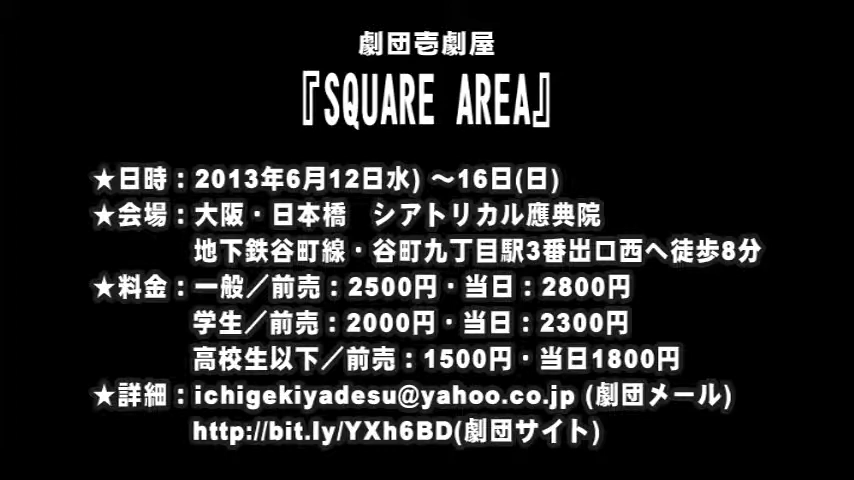 劇団壱劇屋
『SQUARE AREA』
★日時：2013年6月12日水) ～16日(日)
★会場：大阪・日本橋　シアトリカル應典院
地下鉄谷町線・谷町九丁目駅3番出口西へ徒歩8分
★料金：一般／前売：2500円・当日：2800円
学生／前売：2000円・当日：2300円
高校生以下／前売：1500円・当日1800円
★詳細：ichigekiyadesu@yahoo.co.jp (劇団メール)
http://bit.ly/YXh6BD(劇団サイト)